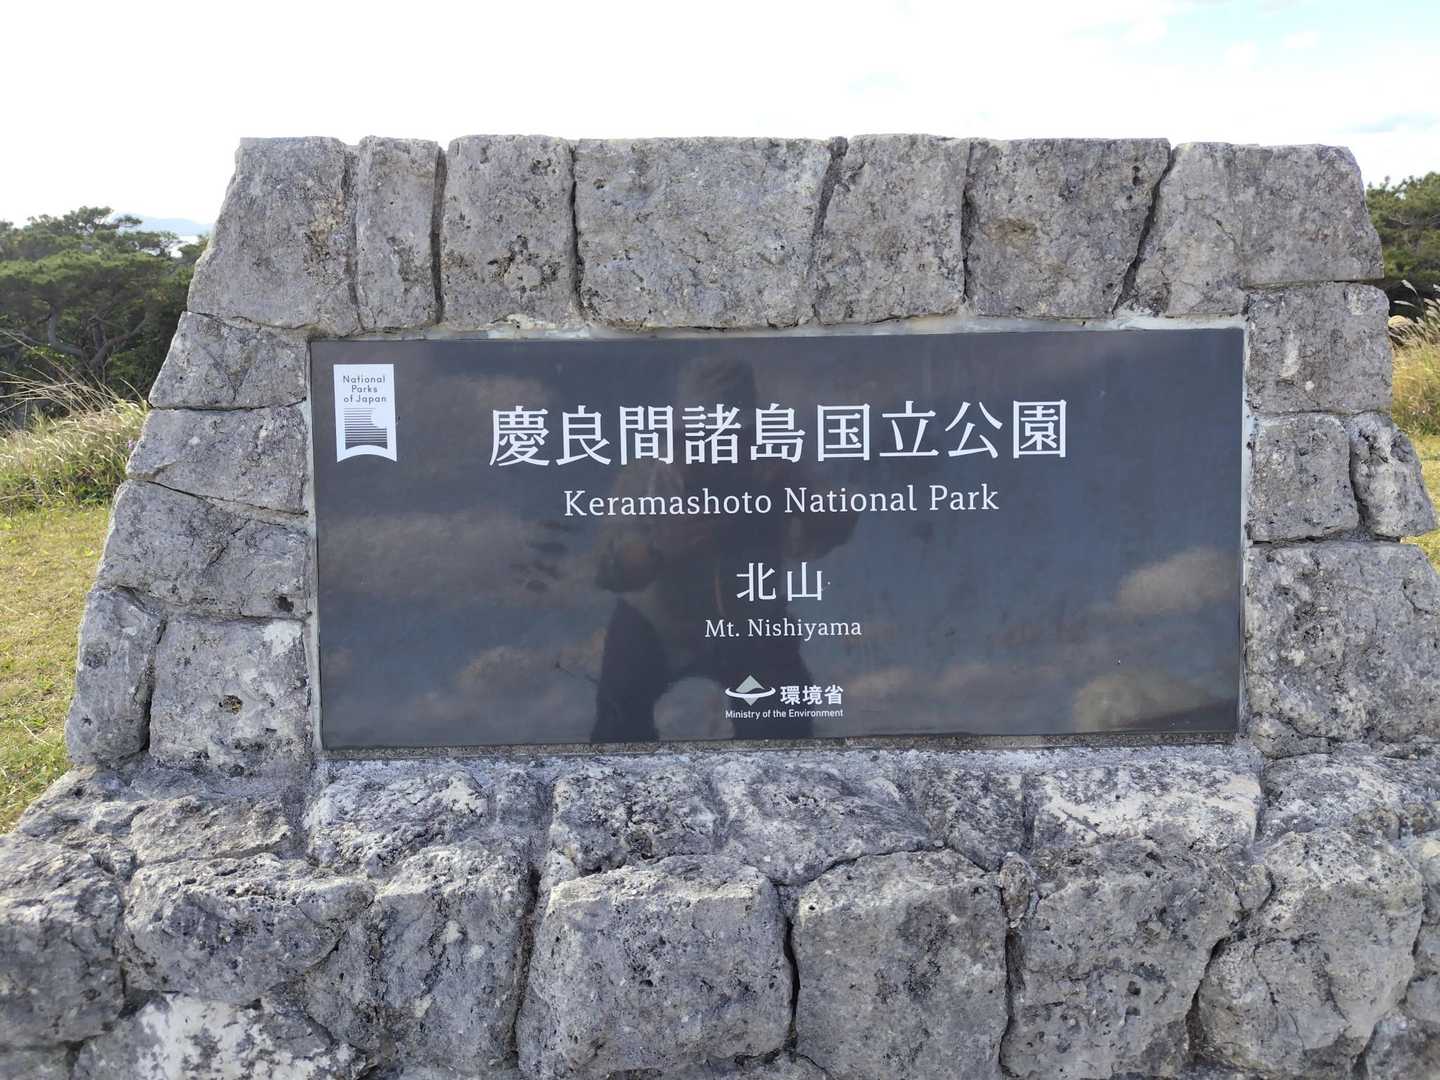 National
Parks
of Japan
慶良間諸島国立公園
Keramashoto National Park
北山
Mt. Nishiyama
環境省
Ministry of the Environment